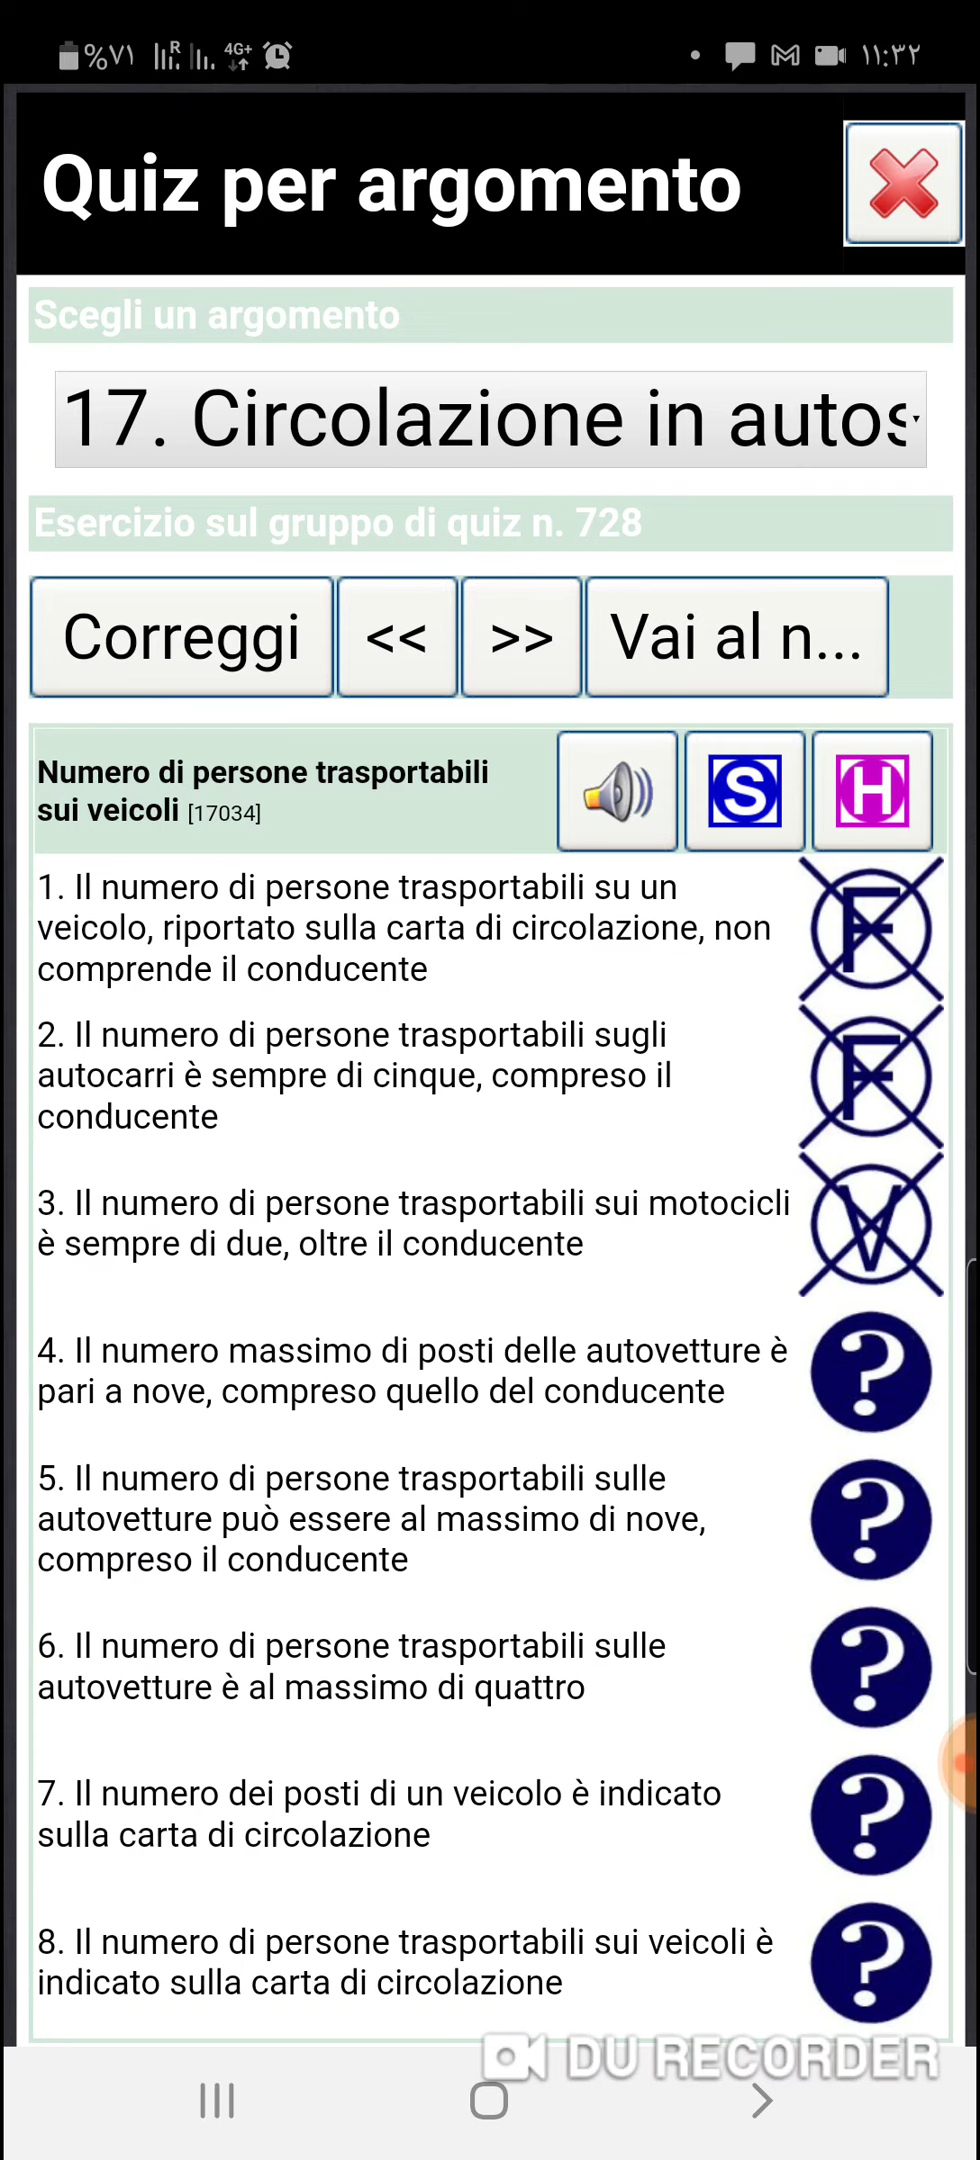 %۷۱ R 4G+ ۱۱:۳۲
Quiz per argomento
Scegli un argomento
17. Circolazione in autos
Esercizio sul gruppo di quiz n. 728
Correggi << >> Vai al n...
Numero di persone trasportabili
sui veicoli [17034]
S H
1. Il numero di persone trasportabili su un
veicolo, riportato sulla carta di circolazione, non
comprende il conducente
F
2. Il numero di persone trasportabili sugli
autocarri è sempre di cinque, compreso il
conducente
F
3. Il numero di persone trasportabili sui motocicli
è sempre di due, oltre il conducente
V
4. Il numero massimo di posti delle autovetture è
pari a nove, compreso quello del conducente
?
5. Il numero di persone trasportabili sulle
autovetture può essere al massimo di nove,
compreso il conducente
?
6. Il numero di persone trasportabili sulle
autovetture è al massimo di quattro
?
7. Il numero dei posti di un veicolo è indicato
sulla carta di circolazione
?
8. Il numero di persone trasportabili sui veicoli è
indicato sulla carta di circolazione
?
DU RECORDER